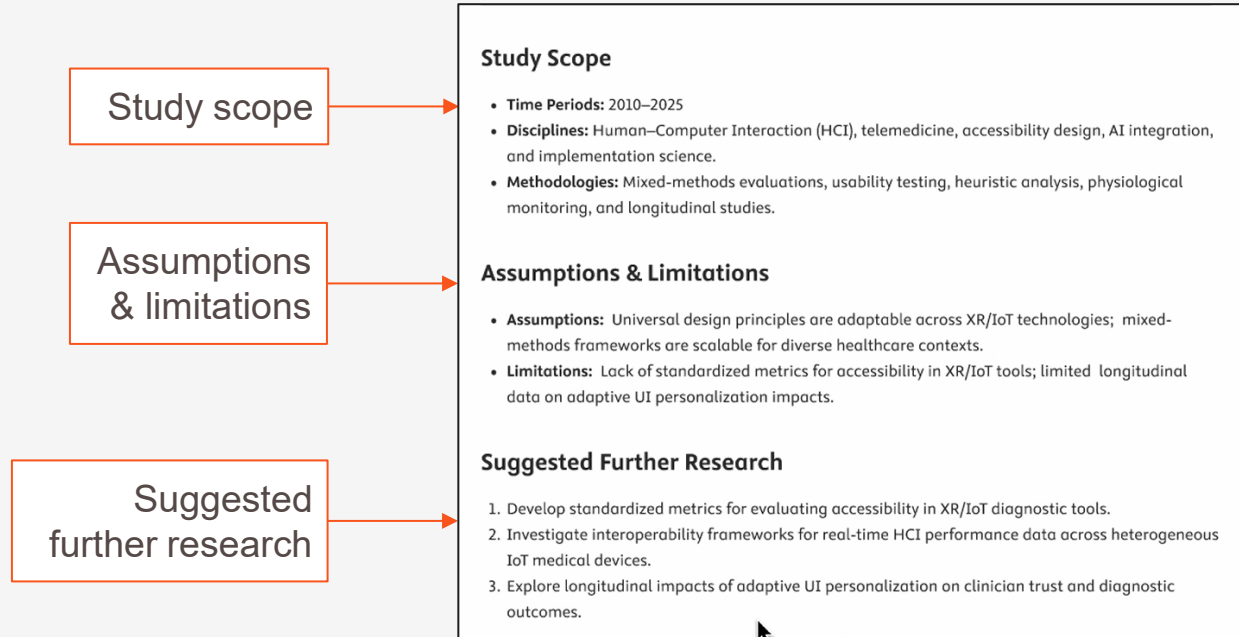 Study scope
Assumptions
& limitations
Suggested
further research
Study Scope
• Time Periods: 2010–2025
• Disciplines: Human–Computer Interaction (HCI), telemedicine, accessibility design, AI integration,
and implementation science.
• Methodologies: Mixed-methods evaluations, usability testing, heuristic analysis, physiological
monitoring, and longitudinal studies.
Assumptions & Limitations
• Assumptions: Universal design principles are adaptable across XR/IoT technologies; mixed-
methods frameworks are scalable for diverse healthcare contexts.
• Limitations: Lack of standardized metrics for accessibility in XR/IoT tools; limited longitudinal
data on adaptive UI personalization impacts.
Suggested Further Research
1. Develop standardized metrics for evaluating accessibility in XR/IoT diagnostic tools.
2. Investigate interoperability frameworks for real-time HCI performance data across heterogeneous
IoT medical devices.
3. Explore longitudinal impacts of adaptive UI personalization on clinician trust and diagnostic
outcomes.